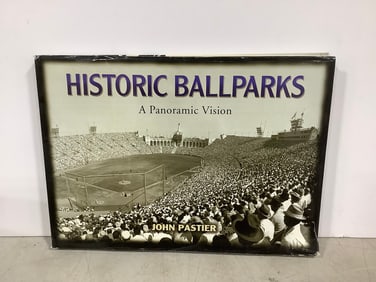 HISTORIC BALLPARKS
A Panoramic Vision
JOHN PASTIER